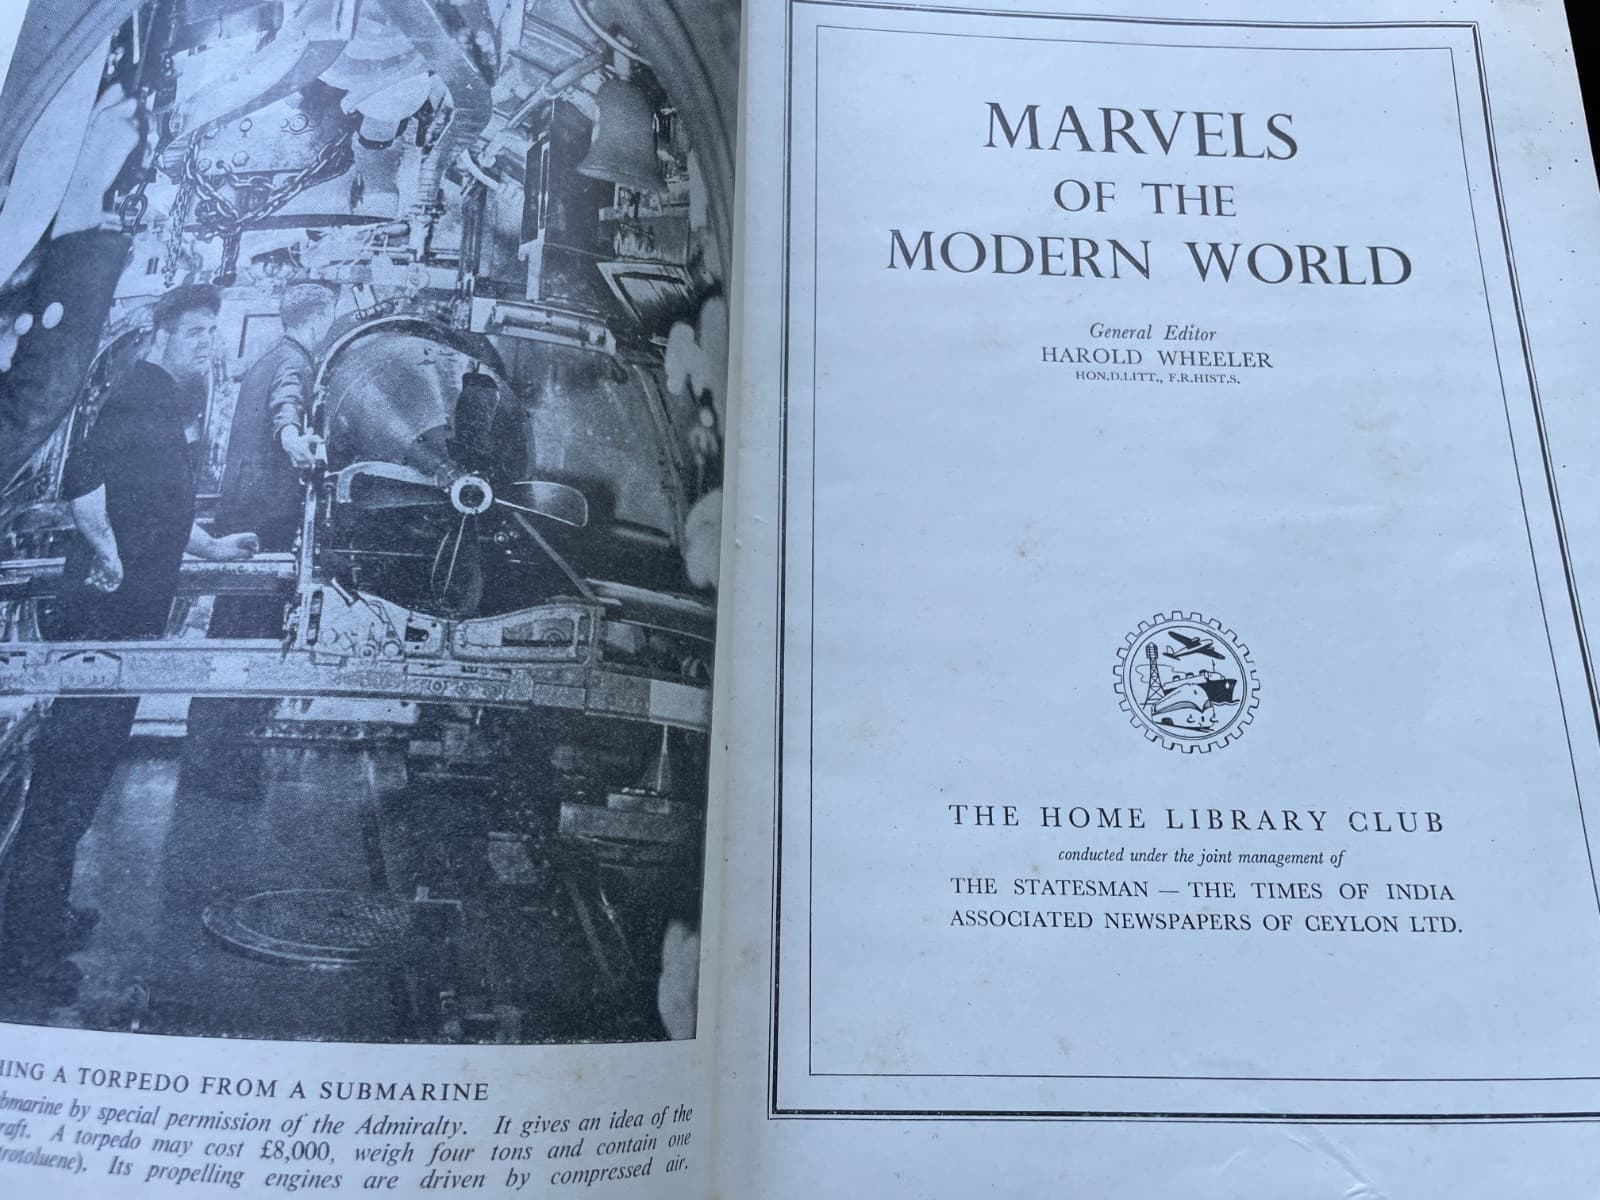 HING A TORPEDO FROM A SUBMARINE
bmarine by special permission of the Admiralty. It gives an idea of the
raft. A torpedo may cost £8,000, weigh four tons and contain one
trotoluene). Its propelling engines are driven by compressed air.
MARVELS
OF THE
MODERN WORLD
General Editor
HAROLD WHEELER
HON.D.LITT., F.R.HIST.S.
THE HOME LIBRARY CLUB
conducted under the joint management of
THE STATESMAN — THE TIMES OF INDIA
ASSOCIATED NEWSPAPERS OF CEYLON LTD.